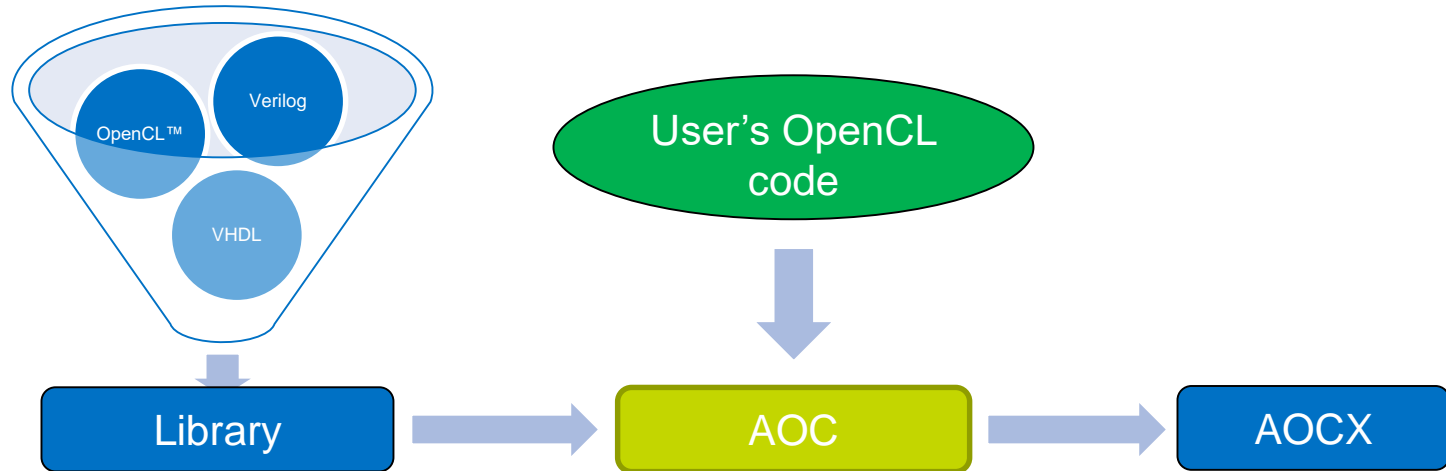 Verilog
OpenCL™
VHDL
User’s OpenCL
code
Library
AOC
AOCX